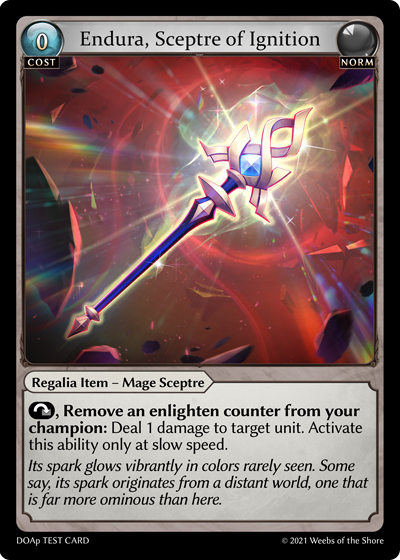 0
COST
Endura, Sceptre of Ignition
NORM
Regalia Item – Mage Sceptre
, Remove an enlighten counter from your
champion: Deal 1 damage to target unit. Activate
this ability only at slow speed.
Its spark glows vibrantly in colors rarely seen. Some
say, its spark originates from a distant world, one that
is far more ominous than here.
DOAp TEST CARD
© 2021 Weebs of the Shore